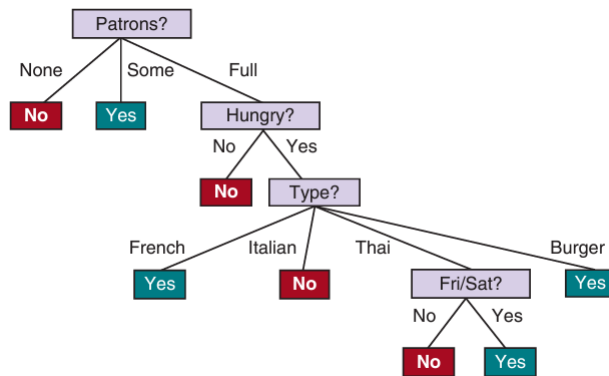 Patrons?
None Some Full
No Yes Hungry?
No Yes
No Type?
French Italian Thai Burger
Yes No Fri/Sat? Yes
No Yes
No Yes